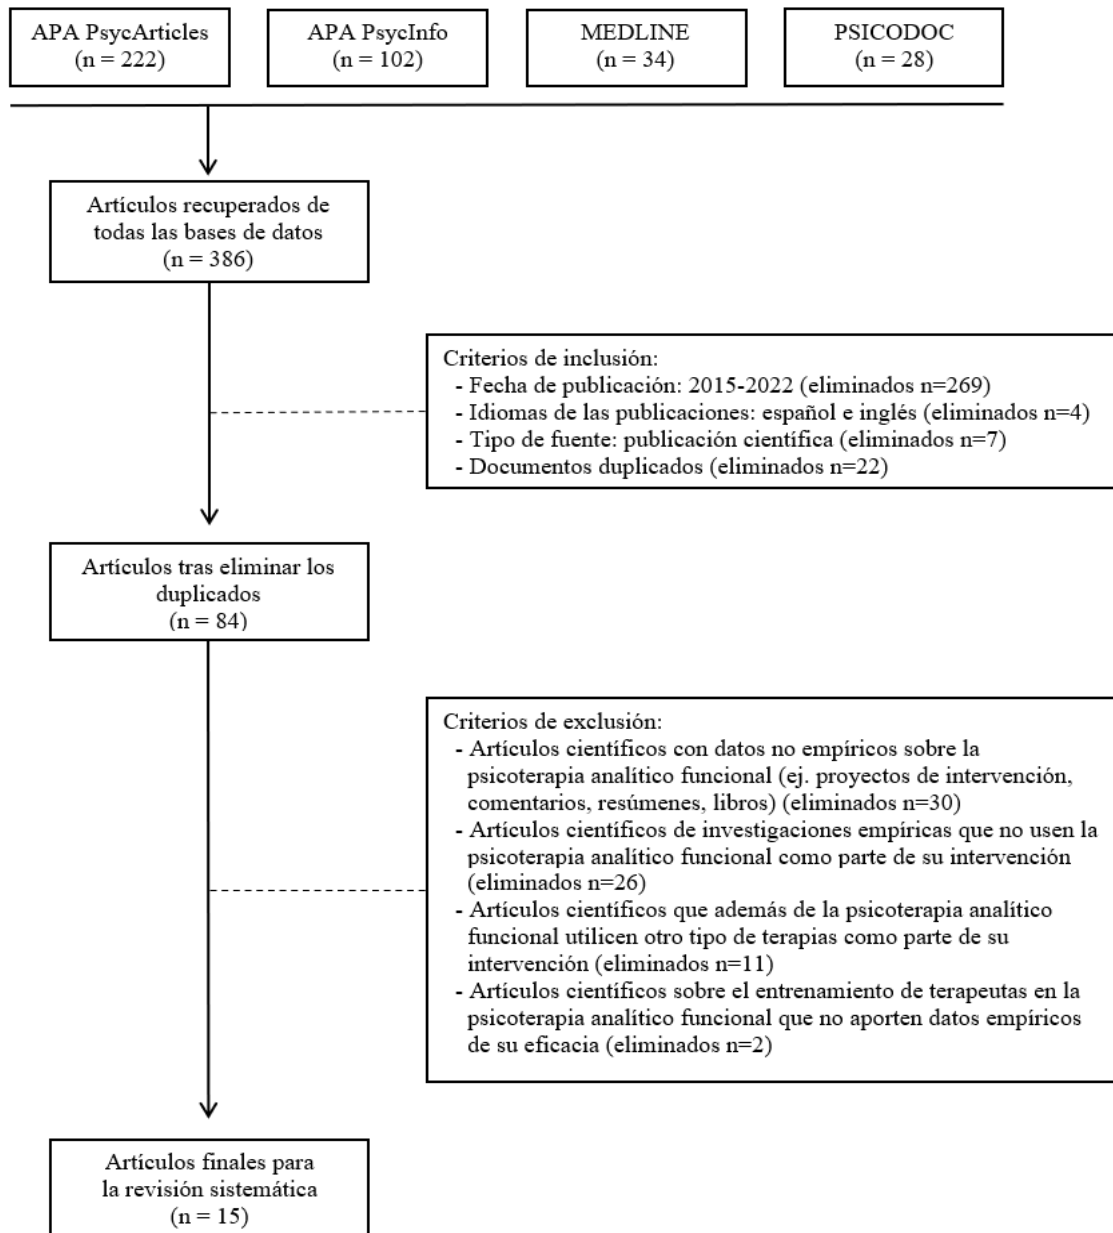 APA PsycArticles
(n = 222)
APA PsycInfo
(n = 102)
MEDLINE
(n = 34)
PSICODOC
(n = 28)
Artículos recuperados de
todas las bases de datos
(n = 386)
Criterios de inclusión:
- Fecha de publicación: 2015-2022 (eliminados n=269)
- Idiomas de las publicaciones: español e inglés (eliminados n=4)
- Tipo de fuente: publicación científica (eliminados n=7)
- Documentos duplicados (eliminados n=22)
Artículos tras eliminar los
duplicados
(n = 84)
Criterios de exclusión:
- Artículos científicos con datos no empíricos sobre la
psicoterapia analítico funcional (ej. proyectos de intervención,
comentarios, resúmenes, libros) (eliminados n=30)
- Artículos científicos de investigaciones empíricas que no usen la
psicoterapia analítico funcional como parte de su intervención
(eliminados n=26)
- Artículos científicos que además de la psicoterapia analítico
funcional utilicen otro tipo de terapias como parte de su
intervención (eliminados n=11)
- Artículos científicos sobre el entrenamiento de terapeutas en la
psicoterapia analítico funcional que no aporten datos empíricos
de su eficacia (eliminados n=2)
Artículos finales para
la revisión sistemática
(n = 15)